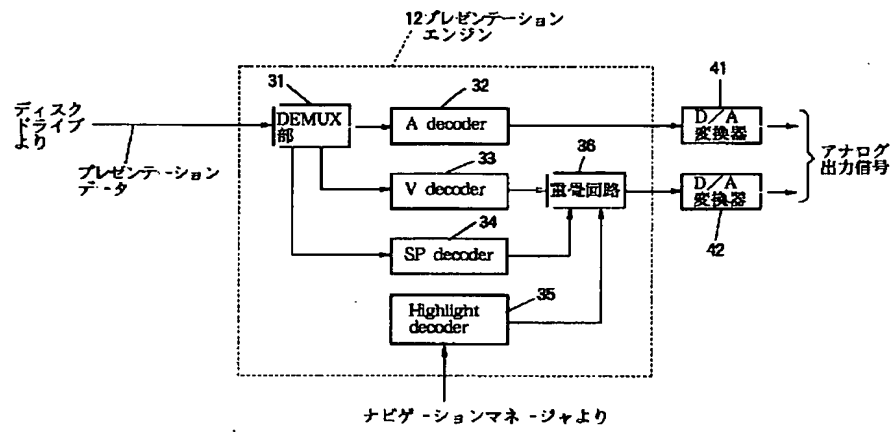 12プレゼンテーション
エンジン
ディスク
ドライブ
より
プレゼンテーション
データ
31
DEMUX
部
32
A decoder
33
V decoder
34
SP decoder
35
Highlight
decoder
36
重畳回路
41
D/A
変換器
D/A
変換器
42
アナログ
出力信号
ナビゲーションマネージャより